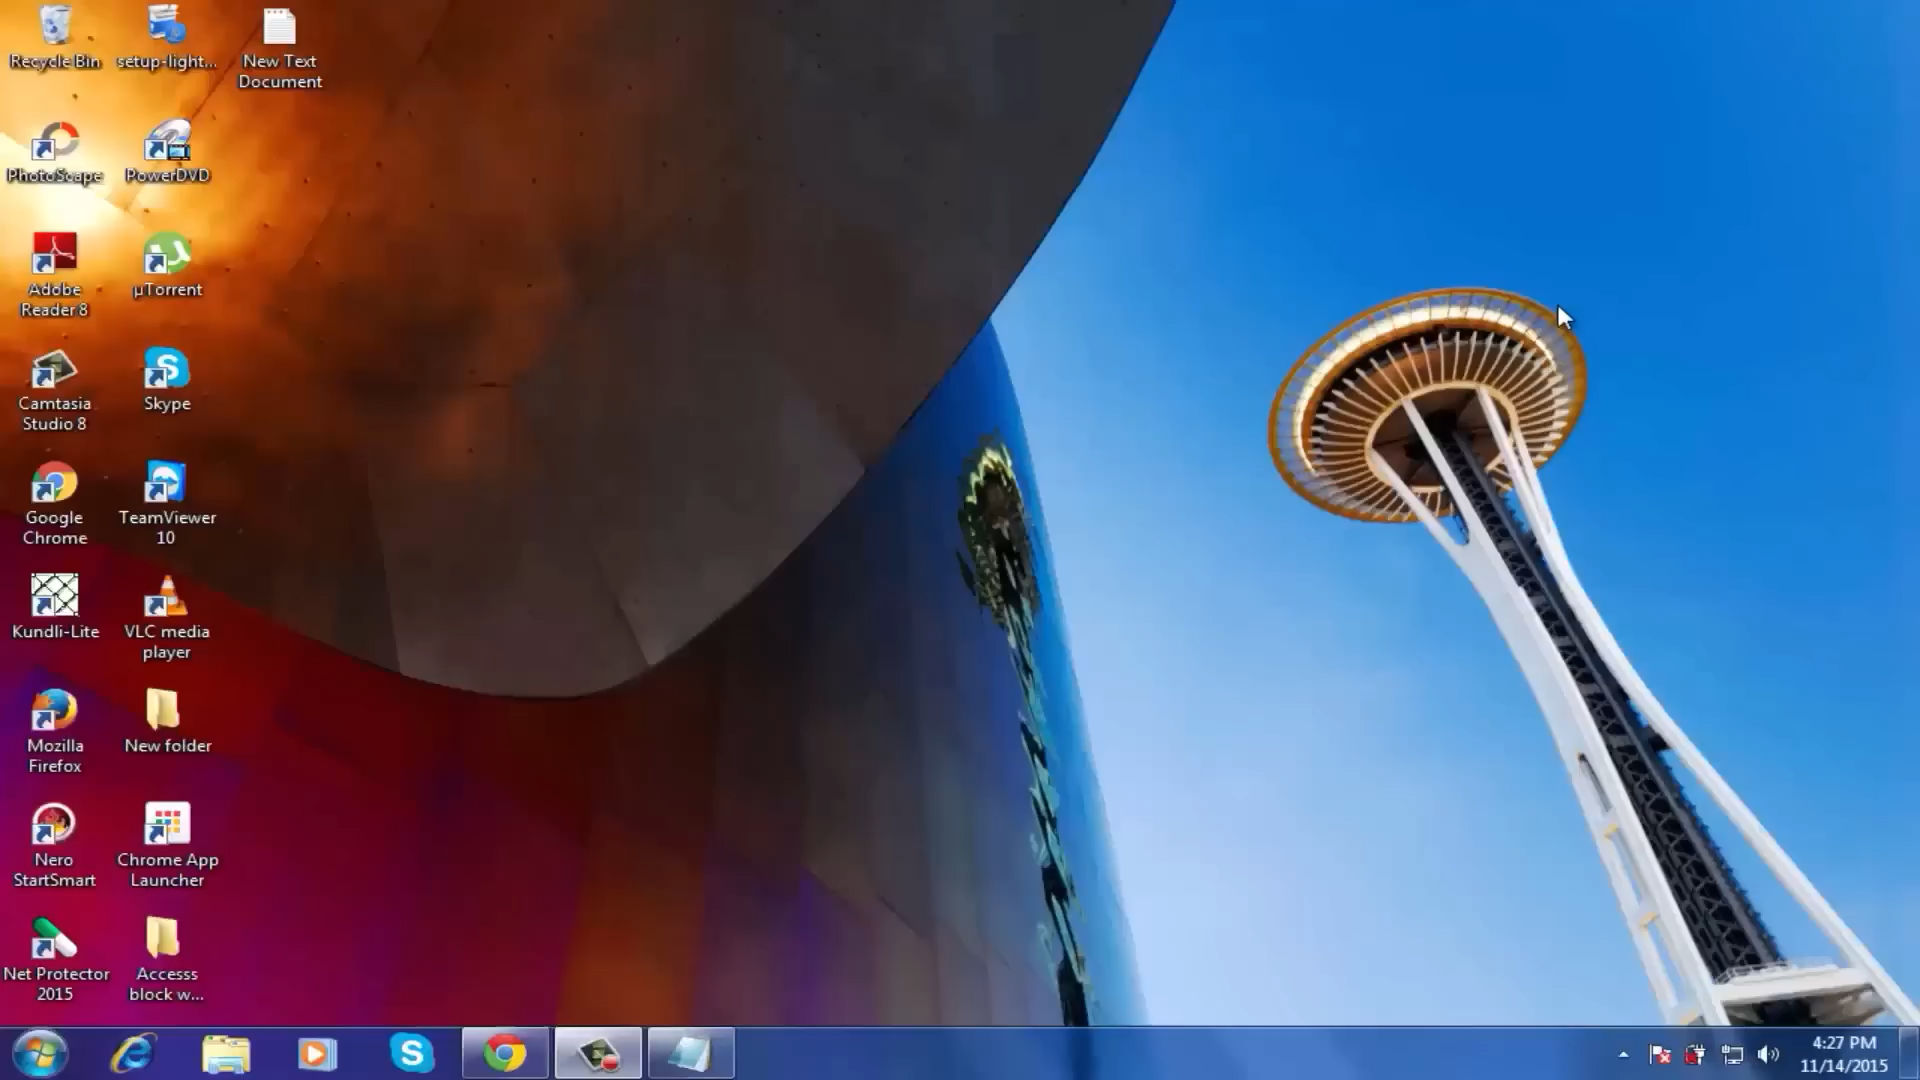 Recycle Bin
setup-light...
New Text
Document
PhotoScape
PowerDVD
Adobe
Reader 8
µTorrent
Camtasia
Studio 8
Skype
Google
Chrome
TeamViewer
10
Kundli-Lite
VLC media
player
Mozilla
Firefox
New folder
Nero
StartSmart
Chrome App
Launcher
Net Protector
2015
Accesss
block w...
4:27 PM
11/14/2015